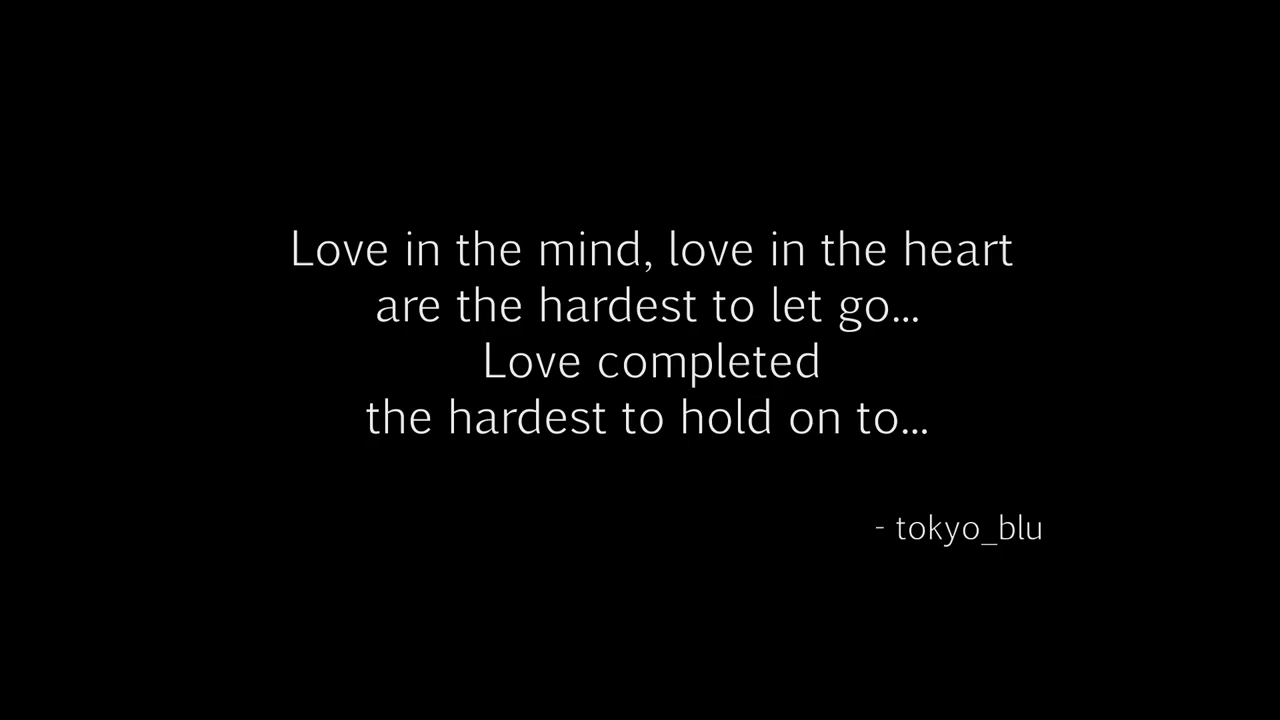 Love in the mind, love in the heart
are the hardest to let go...
Love completed
the hardest to hold on to...
- tokyo_blu